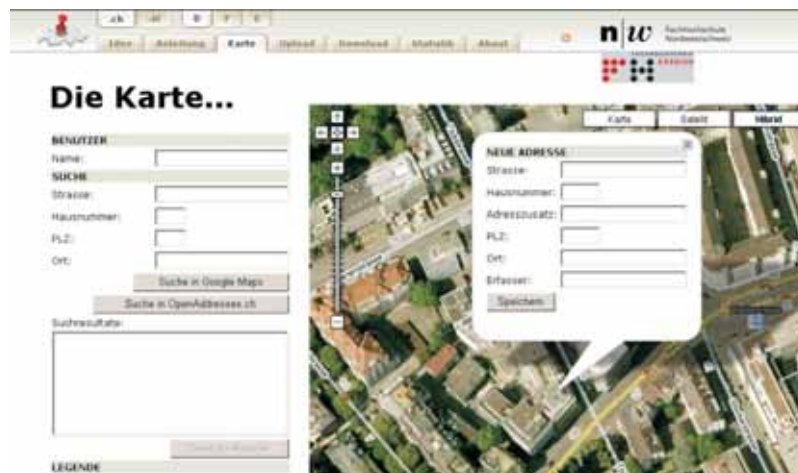 .ch
D F E
Idee Anleitung Karte Upload Download Statistik About
n|w Fachhochschule
Nordwestschweiz
Die Karte...
BENUTZER
Name:
SUCHE
Strasse:
Hausnummer:
PLZ:
Ort:
Suche in Google Maps
Suche in OpenAddresses.ch
Suchresultate:
LEGENDE
Karte Satellit Hybrid
NEUE ADRESSE
Strasse:
Hausnummer:
Adresszusatz:
PLZ:
Ort:
Erfasser:
Speichern